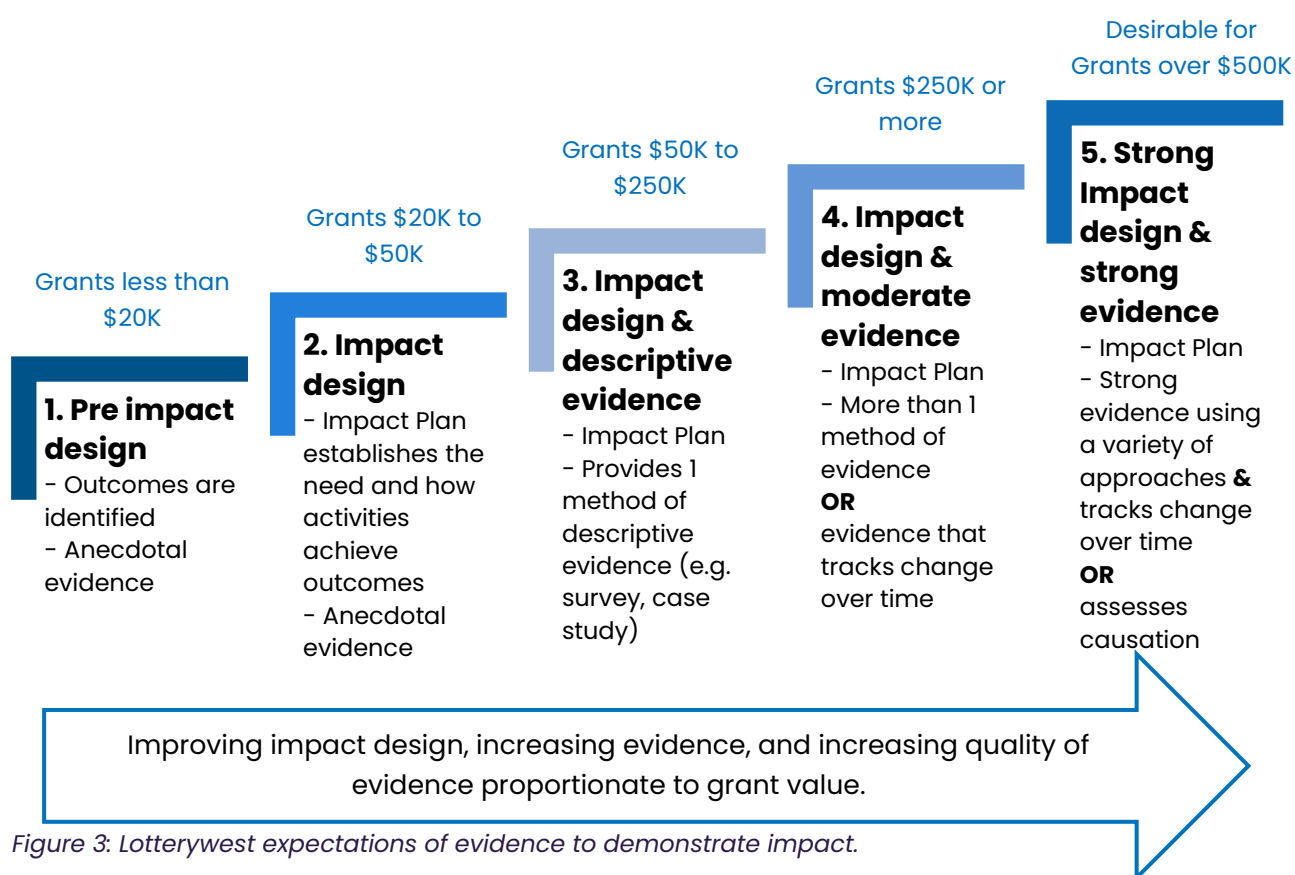 Grants less than
$20K
1. Pre impact
design
- Outcomes are
identified
- Anecdotal
evidence
Grants $20K to
$50K
2. Impact
design
- Impact Plan
establishes the
need and how
activities
achieve
outcomes
- Anecdotal
evidence
Grants $50K to
$250K
3. Impact
design &
descriptive
evidence
- Impact Plan
- Provides 1
method of
descriptive
evidence (e.g.
survey, case
study)
Grants $250K or
more
4. Impact
design &
moderate
evidence
- Impact Plan
- More than 1
method of
evidence
OR
evidence that
tracks change
over time
Desirable for
Grants over $500K
5. Strong
Impact
design &
strong
evidence
- Impact Plan
- Strong
evidence using
a variety of
approaches &
tracks change
over time
OR
assesses
causation
Improving impact design, increasing evidence, and increasing quality of
evidence proportionate to grant value.
Figure 3: Lotterywest expectations of evidence to demonstrate impact.